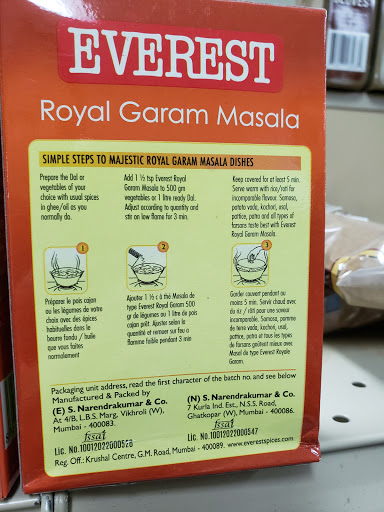 EVEREST
Royal Garam Masala
SIMPLE STEPS TO MAJESTIC ROYAL GARAM MASALA DISHES
Prepare the Dal or
vegetables of your
choice with usual spices
in ghee/oil as you
normally do.
Add 1 ½ tsp Everest Royal
Garam Masala to 500 gm
vegetables or 1 litre ready Dal.
Adjust according to quantity and
stir on low flame for 3 min.
Keep covered for at least 5 min.
Serve warm with rice/roti for
incomparable flavour. Samosa,
patata vada, kachori, usal,
pattice, patra and all types of
farsans taste best with Everest
Royal Garam Masala.
1
2
3
Préparer le pois cajan
ou les légumes de votre
choix avec des épices
habituelles dans le
beurre fondu / huile
que vous faites
normalement
Ajouter 1 ½ c à thé Masala de
type Everest Royal Garam 500
gr de légumes ou 1 litre de pois
cajan prêt. Ajuster selon la
quantité et remuer sur feu a
flamme faible pendant 3 min
Garder couvert pendant au
moins 5 min. Servir chaud avec
du riz / rôti pour une saveur
incomparable. Samosa, pomme
de terre vada, kachori, usal,
pattice, patra et tous les types
de farsans goûtent mieux avec
Masal du type Everest Royale
Garam.
Packaging unit address, read the first character of the batch no. and see below
Manufactured & Packed by
(E) S. Narendrakumar & Co.
At 4/B, L.B.S. Marg, Vikhroli (W),
Mumbai - 400083.
fssai
Lic. No.10012022000528
(N) S. Narendrakumar & Co.
7 Kurla Ind. Est., N.S.S. Road,
Ghatkopar (W), Mumbai - 400086.
fssai
Lic. No.10012022000547
Reg. Off.: Krushal Centre, G.M. Road, Mumbai - 400089. www.everestspices.com